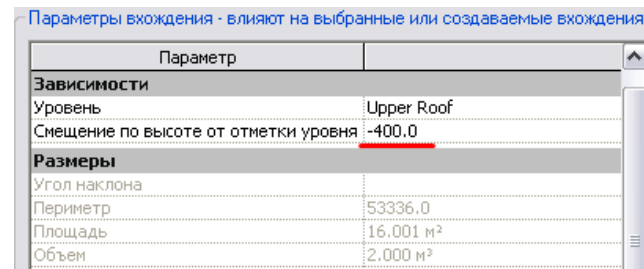 Параметры вхождения - влияют на выбранные или создаваемые вхождения
Параметр
Зависимости
Уровень Upper Roof
Смещение по высоте от отметки уровня -400.0
Размеры
Угол наклона
Периметр 53336.0
Площадь 16.001 м²
Объем 2.000 м³